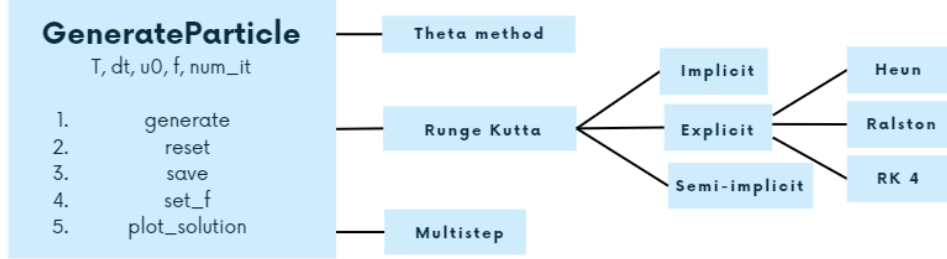 GenerateParticle
T, dt, u0, f, num_it
1. generate
2. reset
3. save
4. set_f
5. plot_solution
Theta method
Runge Kutta
Multistep
Implicit
Explicit
Semi-implicit
Heun
Ralston
RK 4